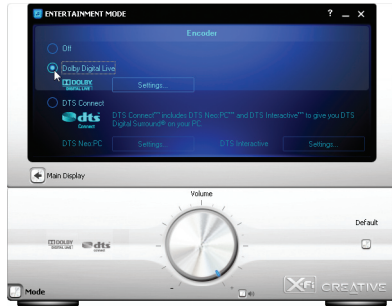 ENTERTAINMENT MODE ? _ X
Encoder
Off
Dolby Digital Live
DOLBY
DIGITAL LIVE
Settings...
DTS Connect
dts
Connect
DTS Connect™ includes DTS Neo:PC™ and DTS Interactive™ to give you DTS
Digital Surround® on your PC.
DTS Neo:PC Settings... DTS Interactive Settings...
Main Display
Volume
Default
DOLBY
DIGITAL LIVE
dts
Connect
- +
Mode
X-Fi CREATIVE